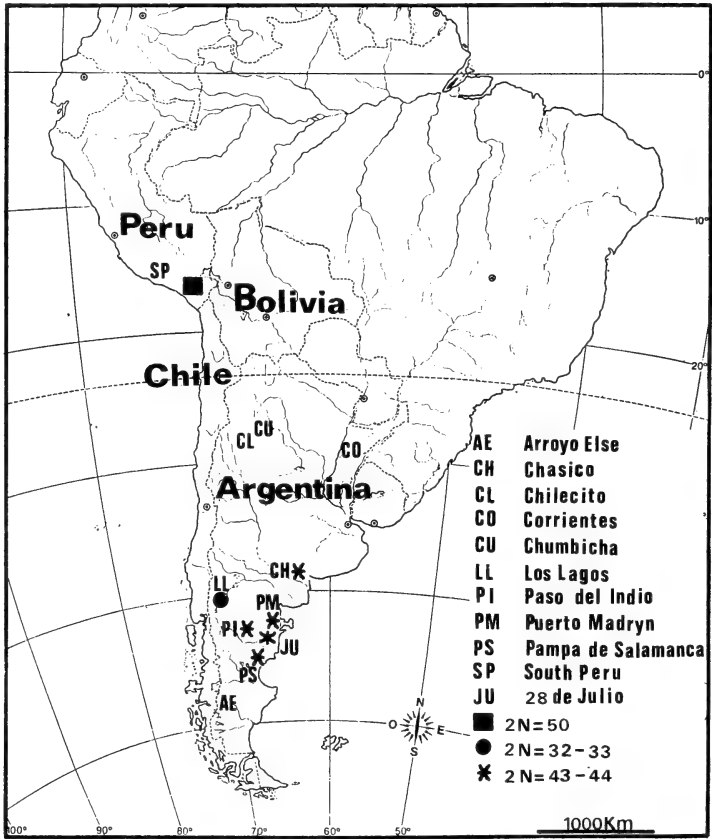 0°
Peru
10°
SP
Bolivia
Chile
20°
CU
CL
CO
AE Arroyo Else
CH Chasico
Argentina
CL Chilecito
CO Corrientes
CU Chumbicha
CH
LL
LL Los Lagos
PI Paso del Indio
PM
PI
PM Puerto Madryn
JU
PS Pampa de Salamanca
PS
SP South Peru
AE
JU 28 de Julio
N
O E
S
2N=50
2N=32-33
2N=43-44
1000Km
100° 90° 80° 70° 60° 50°